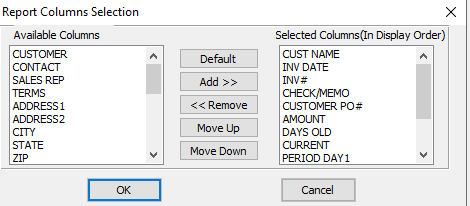 Report Columns Selection
Available Columns
CUSTOMER
CONTACT
SALES REP
TERMS
ADDRESS1
ADDRESS2
CITY
STATE
ZIP
Default
Add >>
<< Remove
Move Up
Move Down
Selected Columns(In Display Order)
CUST NAME
INV DATE
INV#
CHECK/MEMO
CUSTOMER PO#
AMOUNT
DAYS OLD
CURRENT
PERIOD DAY1
OK
Cancel